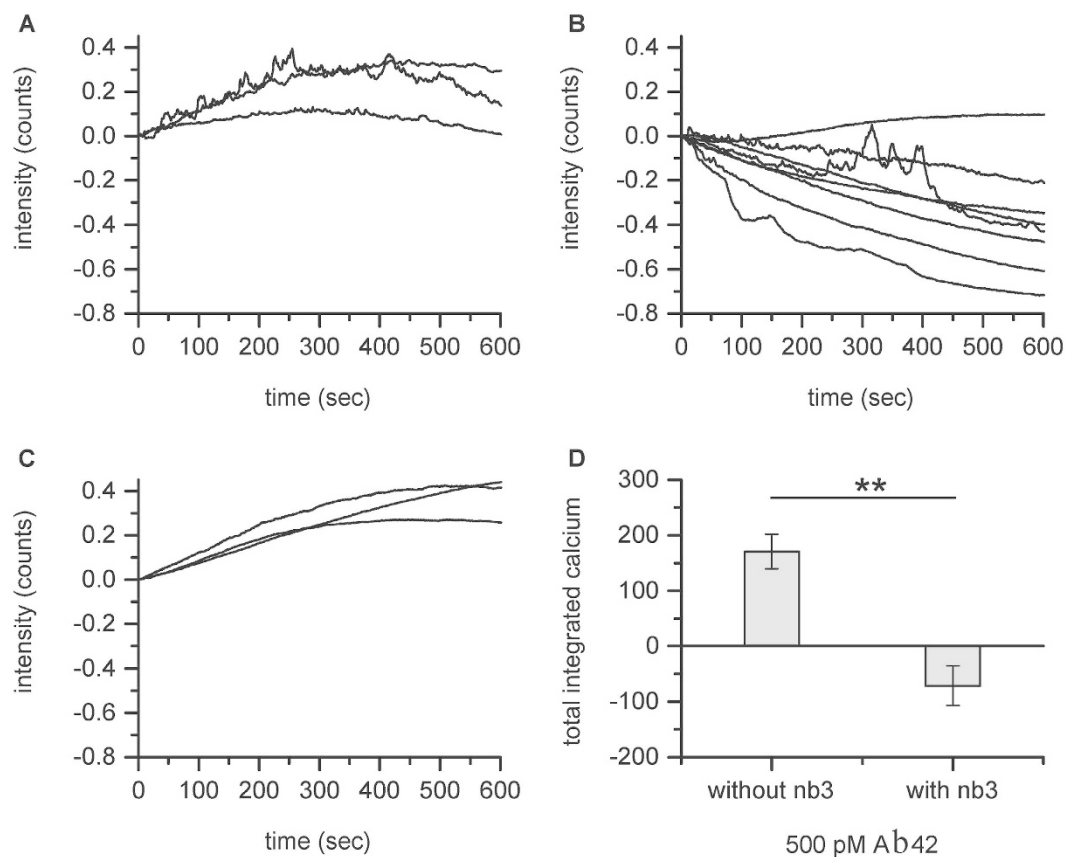 A
0.4
0.2
0.0
-0.2
-0.4
-0.6
-0.8
intensity (counts)
0 100 200 300 400 500 600
time (sec)
B
0.4
0.2
0.0
-0.2
-0.4
-0.6
-0.8
intensity (counts)
0 100 200 300 400 500 600
time (sec)
C
0.4
0.2
0.0
-0.2
-0.4
-0.6
-0.8
intensity (counts)
0 100 200 300 400 500 600
time (sec)
D
300
200
100
0
-100
-200
total integrated calcium
**
without nb3 with nb3
500 pM Ab42